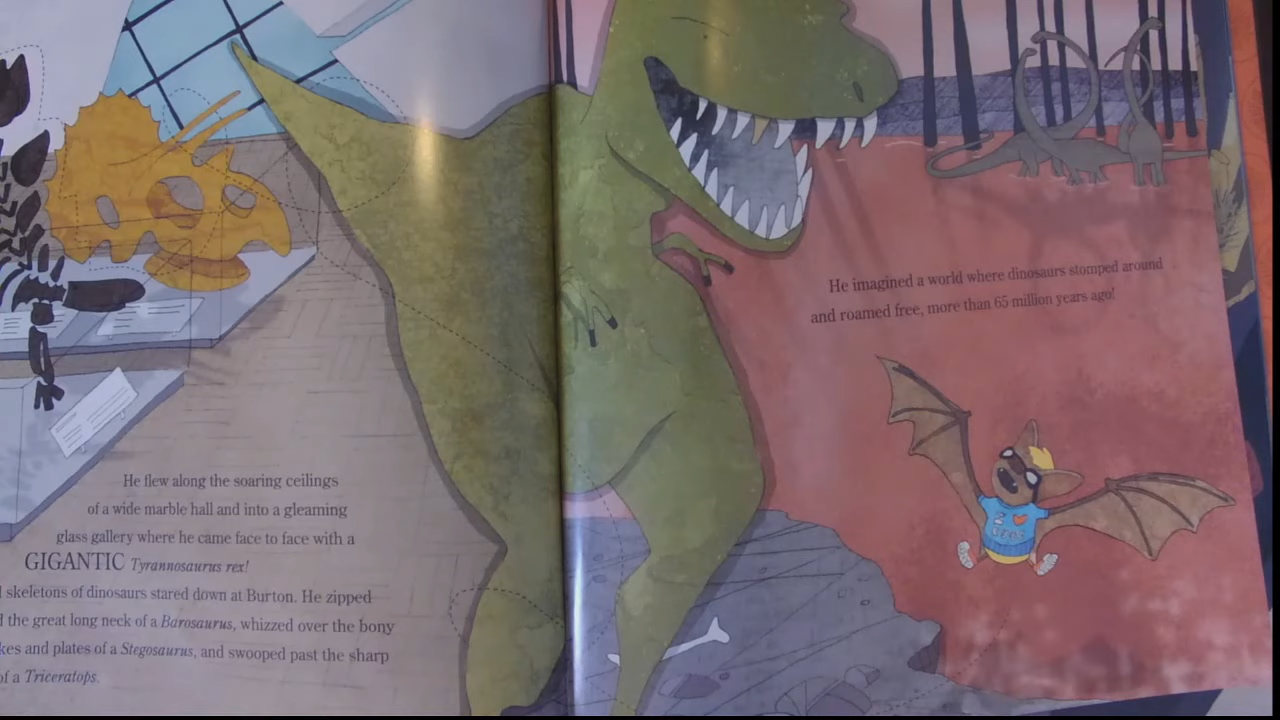 He flew along the soaring ceilings
of a wide marble hall and into a gleaming
glass gallery where he came face to face with a
GIGANTIC Tyrannosaurus rex!
skeletons of dinosaurs stared down at Burton. He zipped
the great long neck of a Barosaurus, whizzed over the bony
and plates of a Stegosaurus, and swooped past the sharp
of a Triceratops.
He imagined a world where dinosaurs stomped around
and roamed free, more than 65 million years ago!